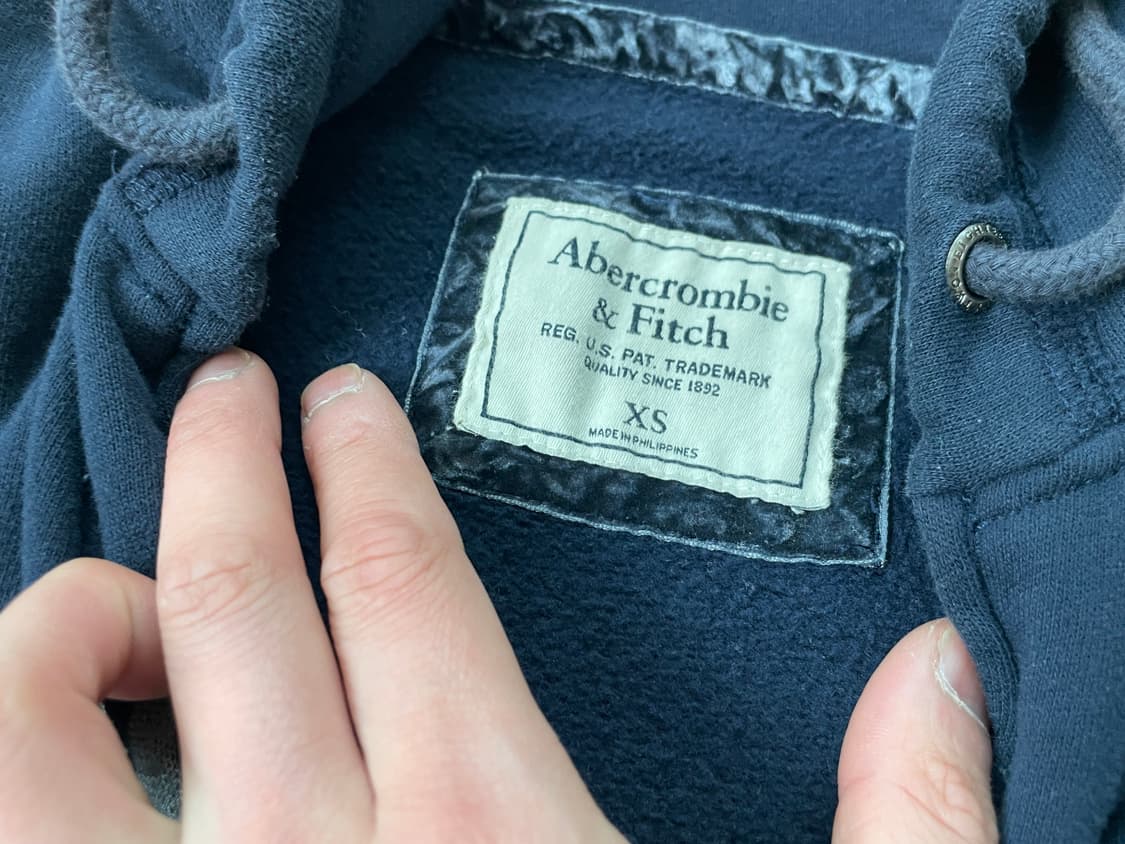 Abercrombie
& Fitch
REG. U.S. PAT. TRADEMARK
QUALITY SINCE 1892
XS
MADE IN PHILIPPINES